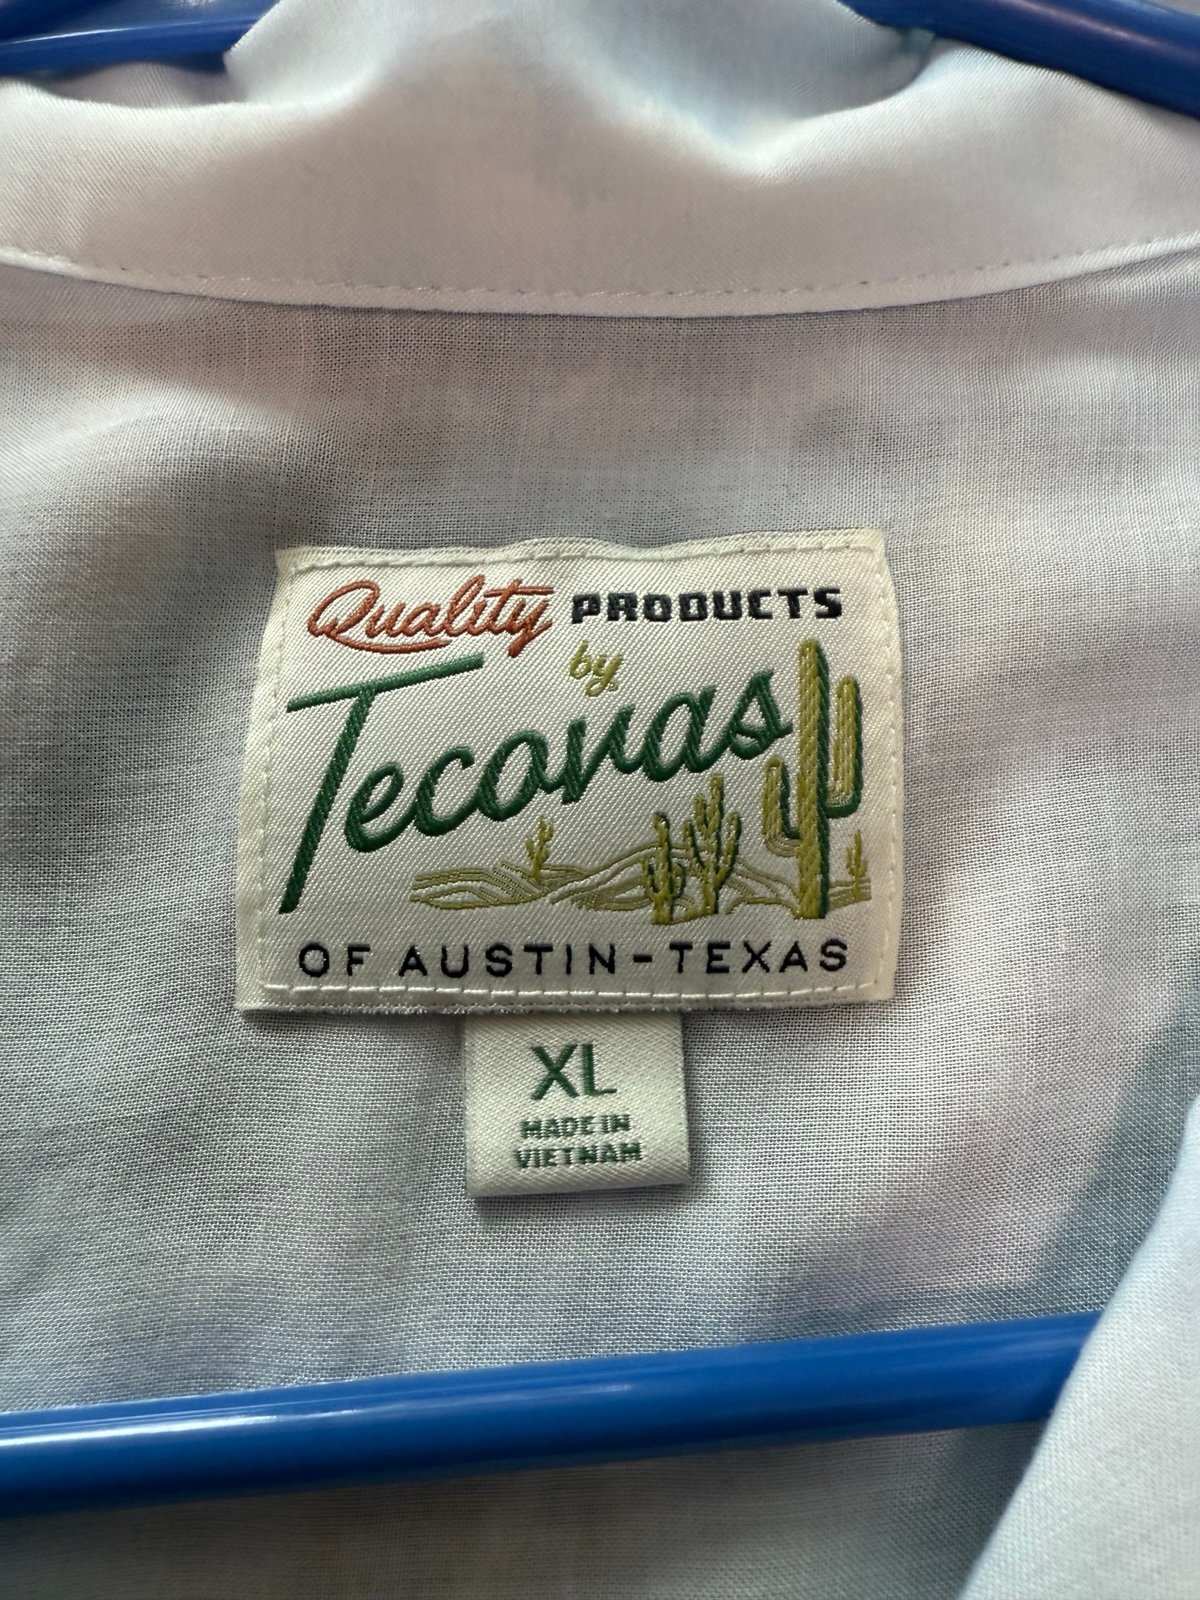 Quality PRODUCTS
by
Tecovas
OF AUSTIN-TEXAS
XL
MADE IN
VIETNAM